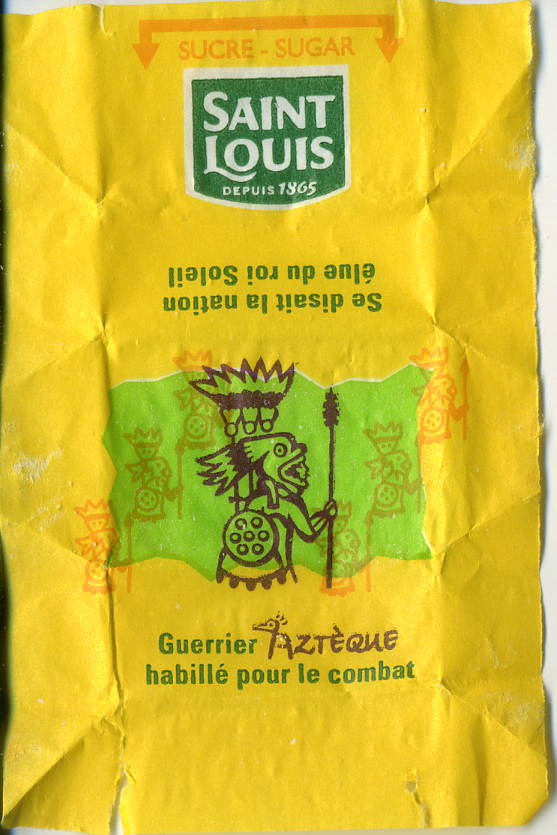 SUCRE - SUGAR
SAINT
LOUIS
DEPUIS 1865
Se disait la nation
élue du roi Soleil
Guerrier AZTÈQUE
habillé pour le combat